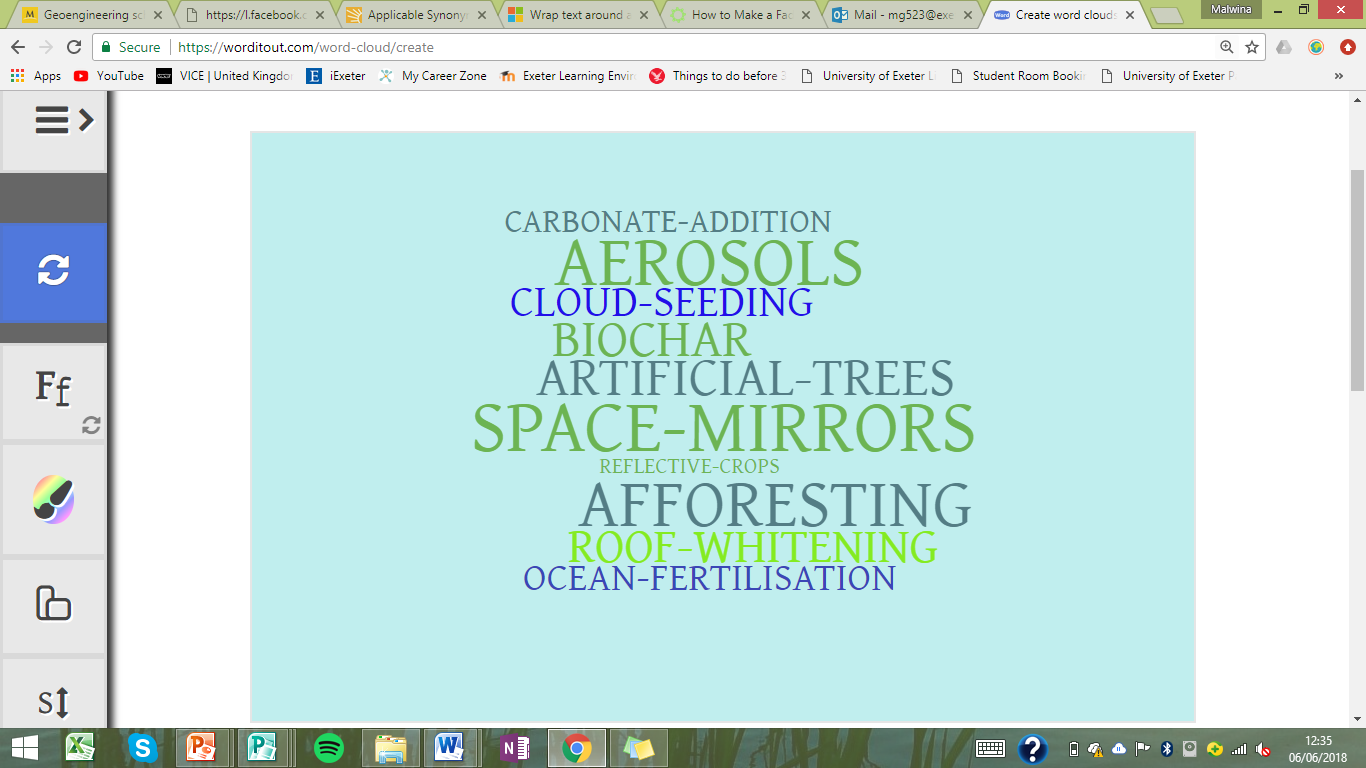 Geoengineering sc
https://l.facebook.c
Applicable Synony
Wrap text around a
How to Make a Fac
Mail - mg523@exe
Create word clouds
Malwina
Secure https://worditout.com/word-cloud/create
Apps YouTube VICE | United Kingdo iExeter My Career Zone Exeter Learning Envir Things to do before 3 University of Exeter L Student Room Booki University of Exeter P »
CARBONATE-ADDITION
AEROSOLS
CLOUD-SEEDING
BIOCHAR
ARTIFICIAL-TREES
SPACE-MIRRORS
REFLECTIVE-CROPS
AFFORESTING
ROOF-WHITENING
OCEAN-FERTILISATION
Ff
S
12:35
06/06/2018